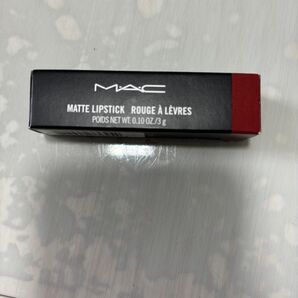 MAC
MATTE LIPSTICK ROUGE À LÈVRES
POIDS NET WT. 0.10 OZ./3 g